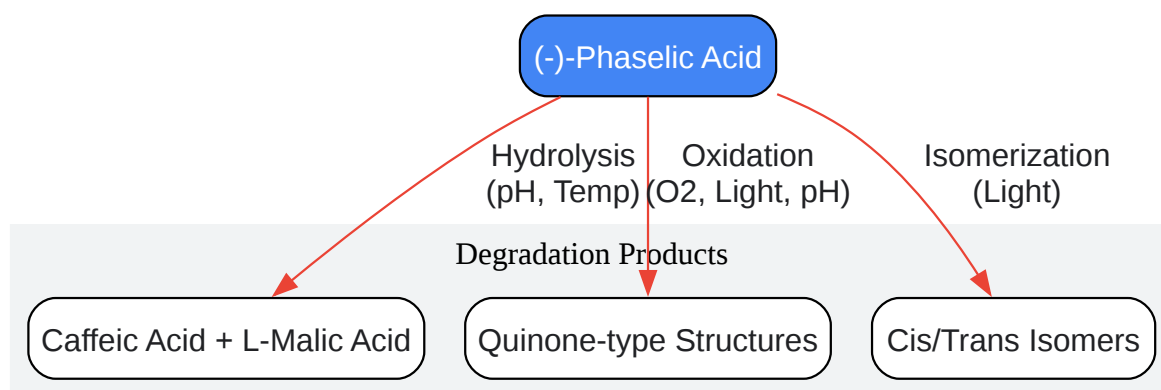 (-)-Phaselic Acid
Hydrolysis
(pH, Temp)
Oxidation
(O2, Light, pH)
Isomerization
(Light)
Degradation Products
Caffeic Acid + L-Malic Acid
Quinone-type Structures
Cis/Trans Isomers